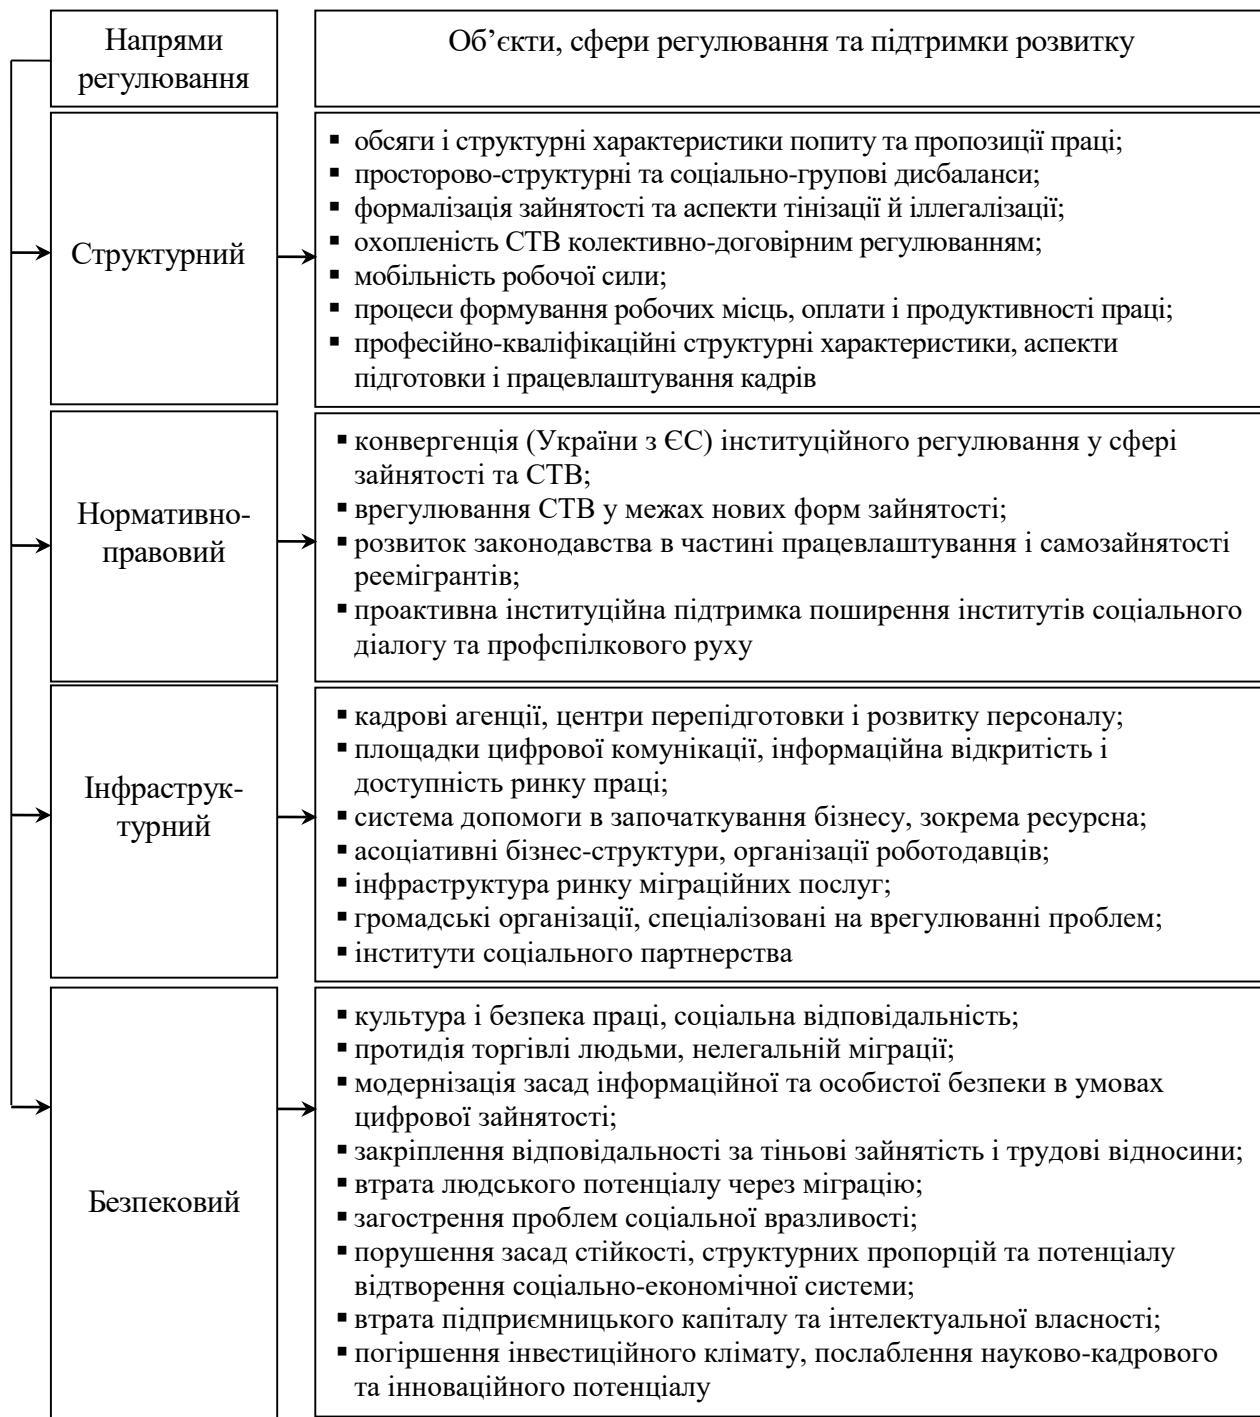 Напрями
регулювання
Об’єкти, сфери регулювання та підтримки розвитку
Структурний
▪ обсяги і структурні характеристики попиту та пропозиції праці;
▪ просторово-структурні та соціально-групові дисбаланси;
▪ формалізація зайнятості та аспекти тінізації й іллегалізації;
▪ охопленість СТВ колективно-договірним регулюванням;
▪ мобільність робочої сили;
▪ процеси формування робочих місць, оплати і продуктивності праці;
▪ професійно-кваліфікаційні структурні характеристики, аспекти
підготовки і працевлаштування кадрів
Нормативно-
правовий
▪ конвергенція (України з ЄС) інституційного регулювання у сфері
зайнятості та СТВ;
▪ врегулювання СТВ у межах нових форм зайнятості;
▪ розвиток законодавства в частині працевлаштування і самозайнятості
реемігрантів;
▪ проактивна інституційна підтримка поширення інститутів соціального
діалогу та профспілкового руху
Інфраструк-
турний
▪ кадрові агенції, центри перепідготовки і розвитку персоналу;
▪ площадки цифрової комунікації, інформаційна відкритість і
доступність ринку праці;
▪ система допомоги в започаткування бізнесу, зокрема ресурсна;
▪ асоціативні бізнес-структури, організації роботодавців;
▪ інфраструктура ринку міграційних послуг;
▪ громадські організації, спеціалізовані на врегулюванні проблем;
▪ інститути соціального партнерства
Безпековий
▪ культура і безпека праці, соціальна відповідальність;
▪ протидія торгівлі людьми, нелегальній міграції;
▪ модернізація засад інформаційної та особистої безпеки в умовах
цифрової зайнятості;
▪ закріплення відповідальності за тіньові зайнятість і трудові відносини;
▪ втрата людського потенціалу через міграцію;
▪ загострення проблем соціальної вразливості;
▪ порушення засад стійкості, структурних пропорцій та потенціалу
відтворення соціально-економічної системи;
▪ втрата підприємницького капіталу та інтелектуальної власності;
▪ погіршення інвестиційного клімату, послаблення науково-кадрового
та інноваційного потенціалу